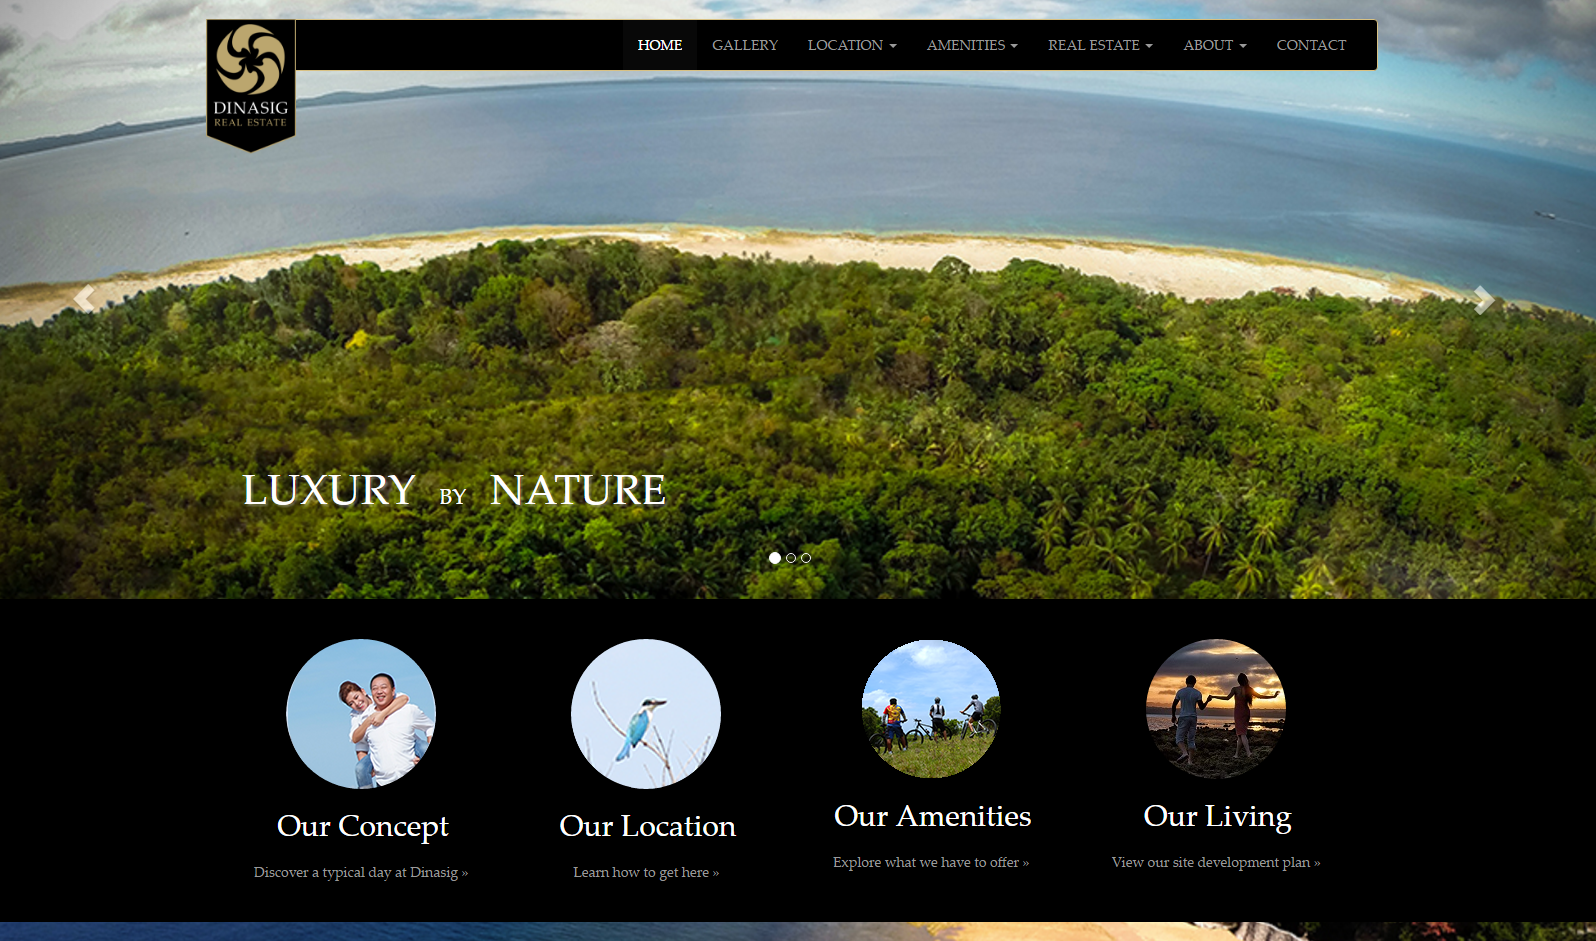 DINASIG
REAL ESTATE
HOME GALLERY LOCATION AMENITIES REAL ESTATE ABOUT CONTACT
LUXURY BY NATURE
Our Concept
Discover a typical day at Dinasig »
Our Location
Learn how to get here »
Our Amenities
Explore what we have to offer »
Our Living
View our site development plan »